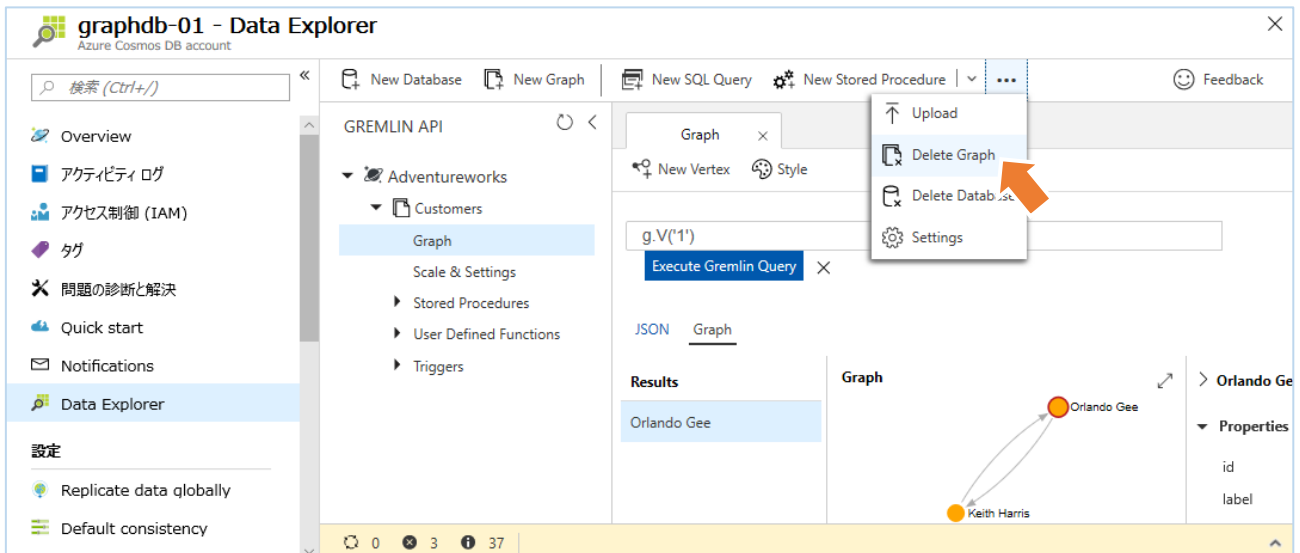 graphdb-01 - Data Explorer
Azure Cosmos DB account
検索 (Ctrl+/)
Overview
アクティビティ ログ
アクセス制御 (IAM)
タグ
問題の診断と解決
Quick start
Notifications
Data Explorer
設定
Replicate data globally
Default consistency
New Database
New Graph
New SQL Query
New Stored Procedure
Feedback
GREMLIN API
Adventureworks
Customers
Graph
Scale & Settings
Stored Procedures
User Defined Functions
Triggers
Graph
New Vertex
Style
Upload
Delete Graph
Delete Database
Settings
g.V('1')
Execute Gremlin Query
JSON
Graph
Results
Orlando Gee
Graph
Orlando Gee
Keith Harris
Orlando Ge
Properties
id
label
0
3
37